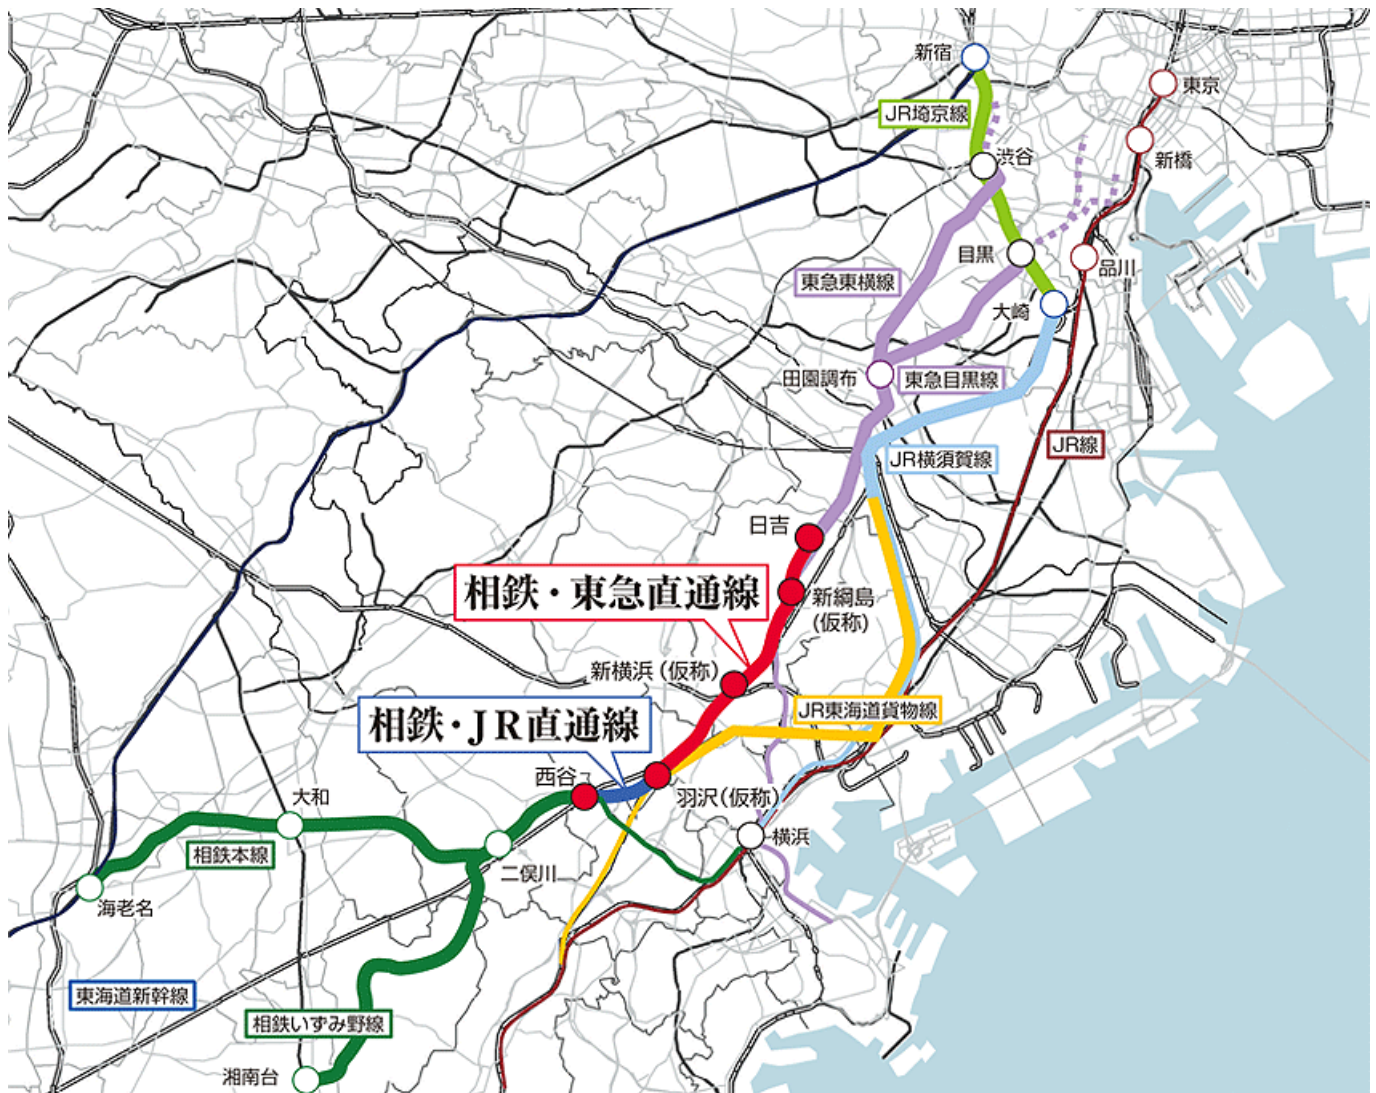 新宿
東京
JR埼京線
新橋
渋谷
目黒
品川
東急東横線
大崎
田園調布
東急目黒線
JR線
JR横須賀線
日吉
相鉄・東急直通線
新綱島
(仮称)
新横浜（仮称）
相鉄・JR直通線
JR東海道貨物線
西谷
羽沢（仮称）
大和
横浜
相鉄本線
二俣川
海老名
東海道新幹線
相鉄いずみ野線
湘南台